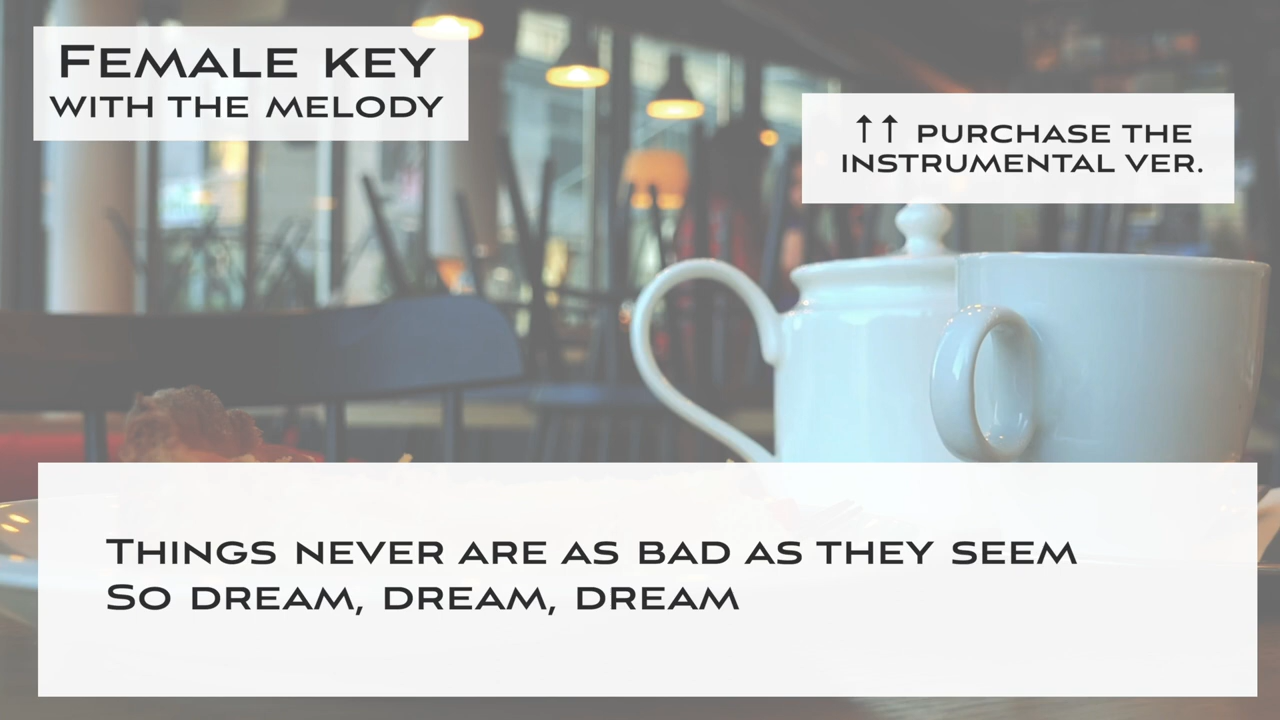 Female key
with the melody
↑↑ purchase the
instrumental ver.
Things never are as bad as they seem
So dream, dream, dream